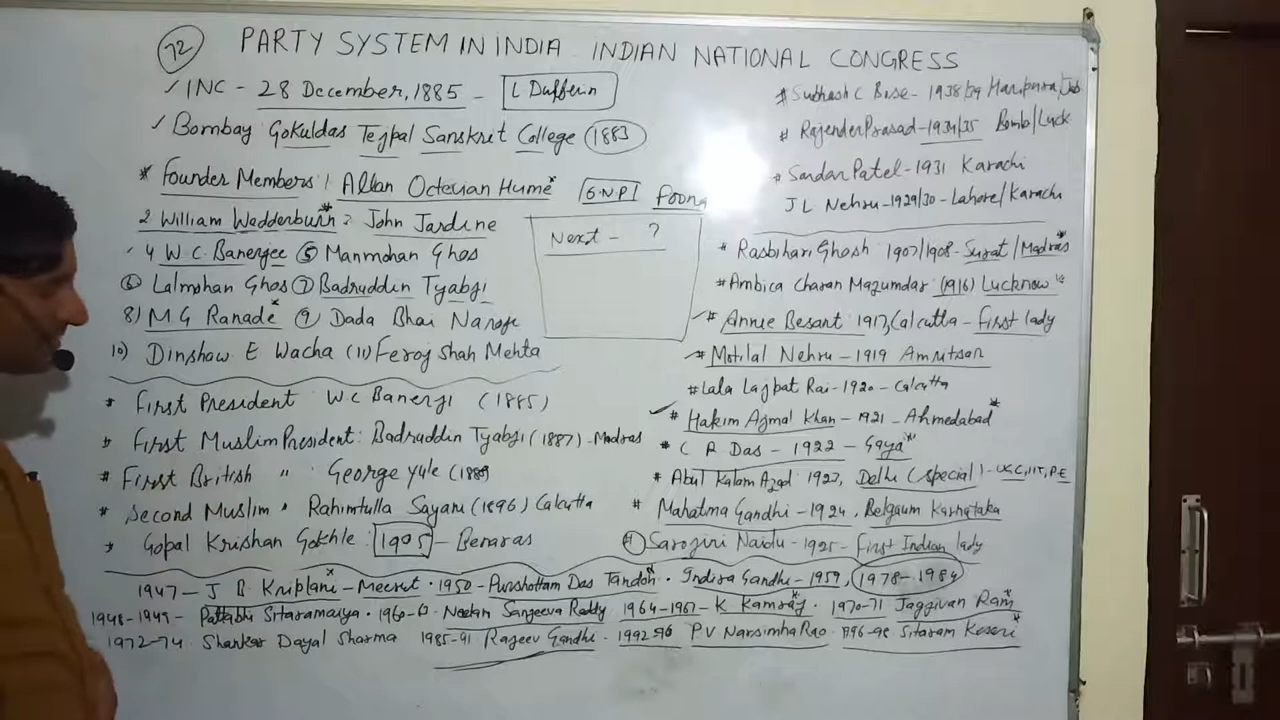 72 PARTY SYSTEM IN INDIA INDIAN NATIONAL CONGRESS
✓ INC - 28 December, 1885 - L Dufferin
✓ Bombay Gokuldas Tejpal Sanskrit College (1883)
* Founder Members 1 Allan Octevian Hume* G.N.P
2 William Wedderburn* 3 John Jardine
4 W C. Banerjee ⑤ Manmohan Ghos
⑥ Lalmohan Ghos ⑦ Badruddin Tyabji
8) M G Ranade* ⑨ Dada Bhai Naroji
10) Dinshaw E Wacha (11) Feroj Shah Mehta
Next - ?
* First President W C Banerji (1885)
# First Muslim President: Badruddin Tyabji (1887) - Madras
# First British " George Yule (1889
* Second Muslim " Rahimtulla Sayani (1896) Calcutta
* Gopal Krishan Gokhle: 1905 - Benaras
# Subhash C Bose - 1938/39 Haripura/
# Rajender Prasad - 1934/35 Bomb/Luck
* Sardar Patel - 1931 Karachi
J L Nehru - 1929/30 - Lahore/Karachi
* Rasbihari Ghosh 1907/1908 - Surat/Madras*
# Ambica Charan Mazumdar (1916) Lucknow
# Annie Besant 1917, Calcutta - First lady
* Motilal Nehru - 1919 Amritsar
# Lala Lajpat Rai - 1920 - Calcutta
✓ * Hakim Ajmal Khan - 1921 - Ahmedabad*
* C R Das - 1922 - Gaya*
* Abul Kalam Azad 1923, Delhi (special) -
# Mahatma Gandhi - 1924, Belgaum Karnataka
Sarojini Naidu - 1925 - First Indian lady
1947 - J B Kriplani* - Meerut · 1950 - Purshottam Das Tandon* · Indira Gandhi - 1959, 1978-1984
1948-1949 - Pattabhi Sitaramaiya · 1960-63 - Neelam Sanjeeva Reddy 1964-1967 - K Kamraj* · 1970-71 Jagjivan Ram*
1972-74 Shankar Dayal Sharma 1985-91 Rajeev Gandhi · 1992-96 P V Narsimha Rao 1996-98 Sitaram Kesri*